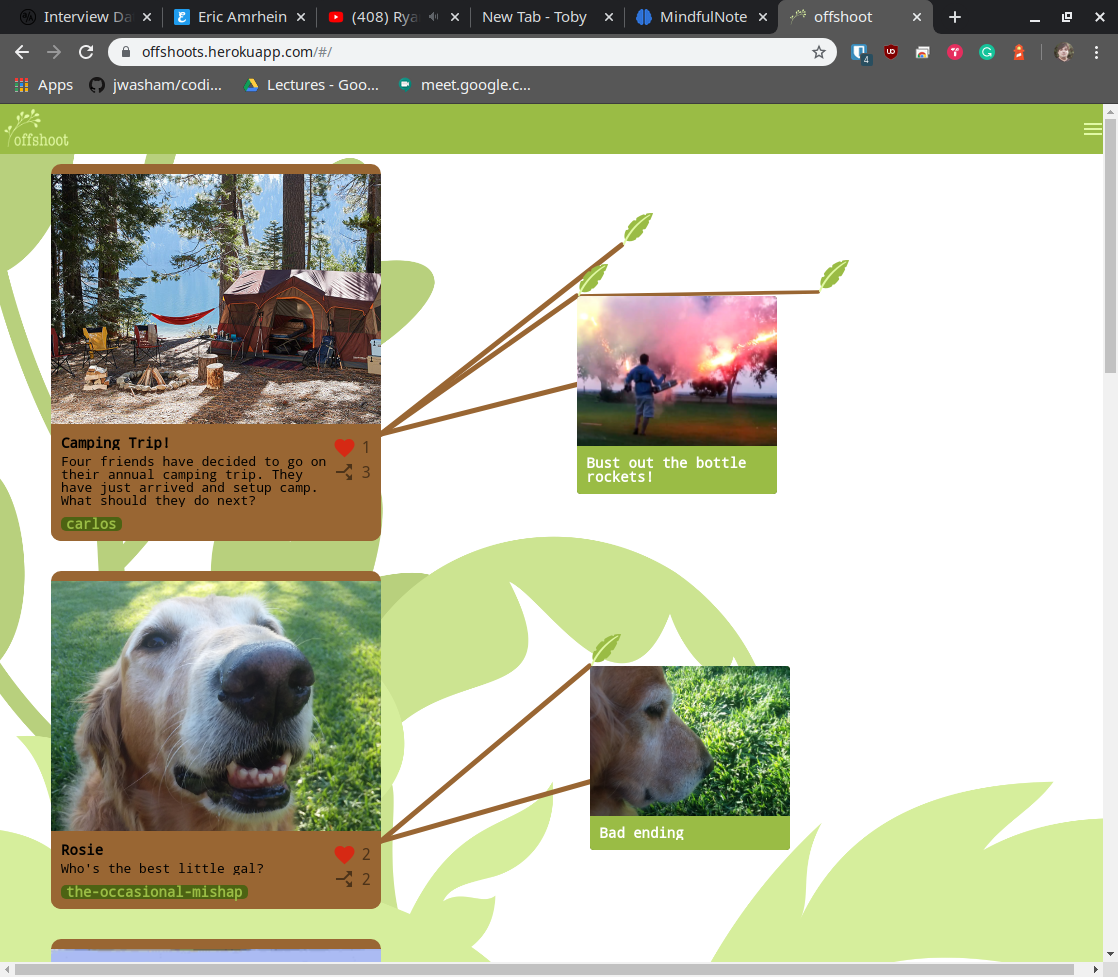 Interview Da
Eric Amrhein
(408) Rya
New Tab - Toby
MindfulNote
offshoot
offshoots.herokuapp.com/#/
4
Apps
jwasham/codi...
Lectures - Goo...
meet.google.c...
offshoot
Camping Trip!
1
Four friends have decided to go on
their annual camping trip. They
have just arrived and setup camp.
What should they do next?
3
carlos
Bust out the bottle
rockets!
Rosie
2
Who's the best little gal?
2
the-occasional-mishap
Bad ending